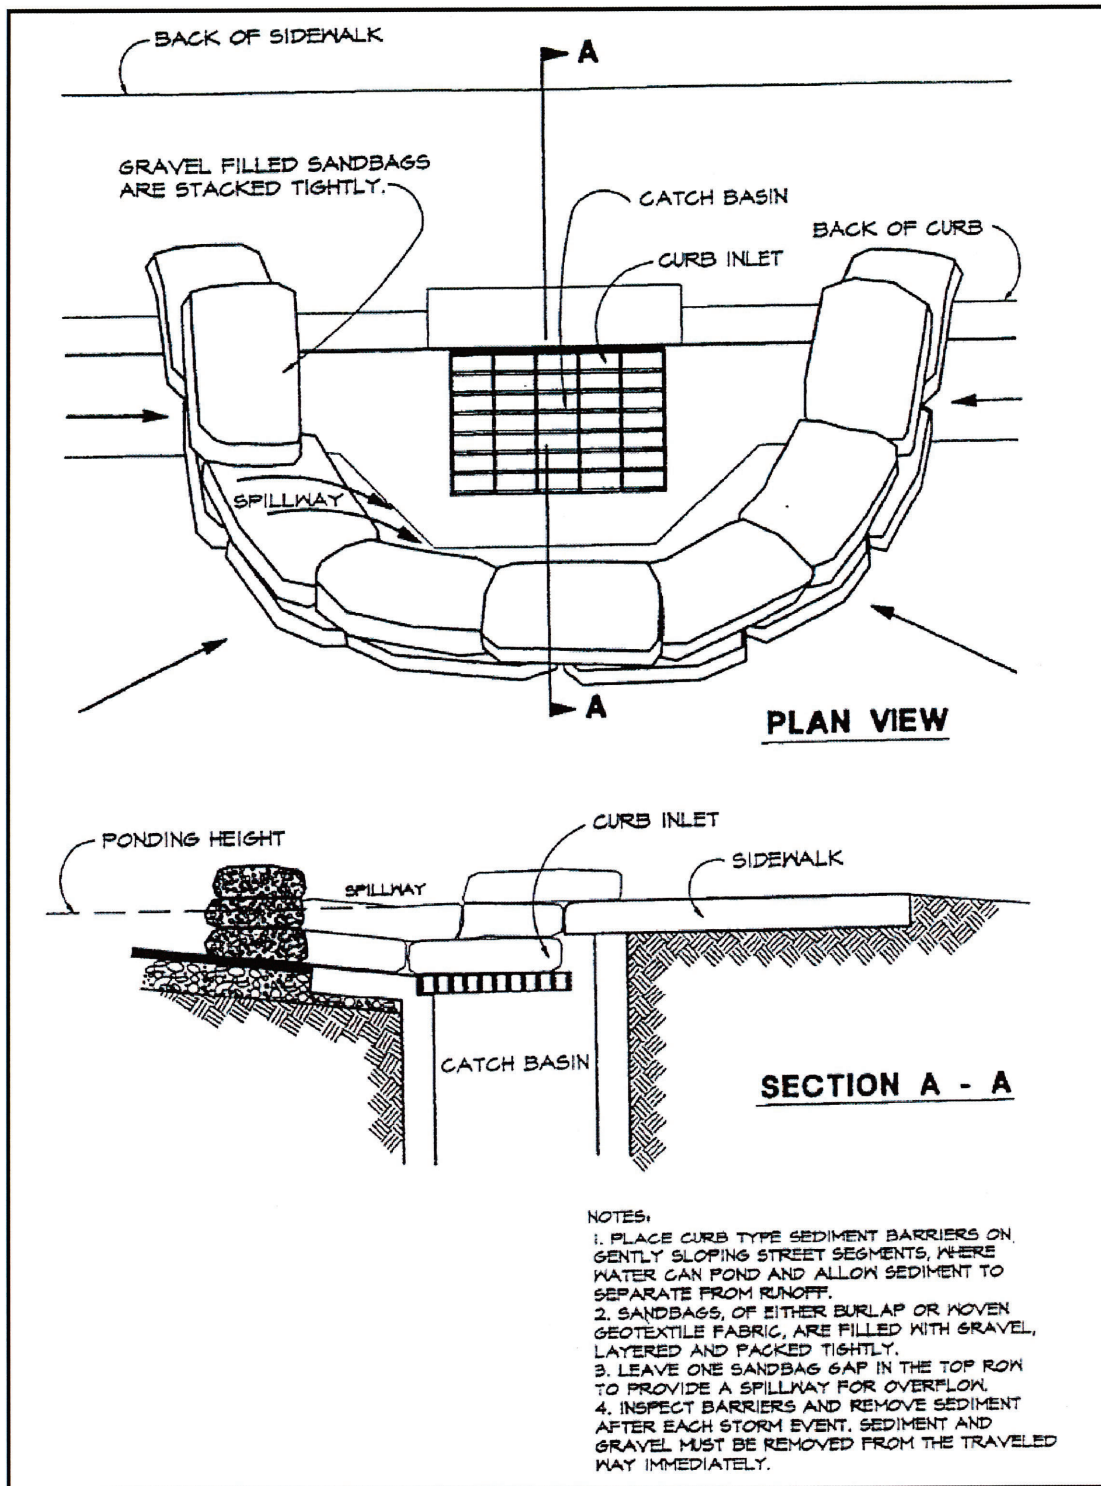 BACK OF SIDEWALK
A
GRAVEL FILLED SANDBAGS
ARE STACKED TIGHTLY.
CATCH BASIN
BACK OF CURB
CURB INLET
SPILLWAY
A
PLAN VIEW
PONDING HEIGHT
CURB INLET
SIDEWALK
SPILLWAY
CATCH BASIN
SECTION A - A
NOTES:
1. PLACE CURB TYPE SEDIMENT BARRIERS ON
GENTLY SLOPING STREET SEGMENTS, WHERE
WATER CAN POND AND ALLOW SEDIMENT TO
SEPARATE FROM RUNOFF.
2. SANDBAGS, OF EITHER BURLAP OR WOVEN
GEOTEXTILE FABRIC, ARE FILLED WITH GRAVEL,
LAYERED AND PACKED TIGHTLY.
3. LEAVE ONE SANDBAG GAP IN THE TOP ROW
TO PROVIDE A SPILLWAY FOR OVERFLOW.
4. INSPECT BARRIERS AND REMOVE SEDIMENT
AFTER EACH STORM EVENT. SEDIMENT AND
GRAVEL MUST BE REMOVED FROM THE TRAVELED
WAY IMMEDIATELY.